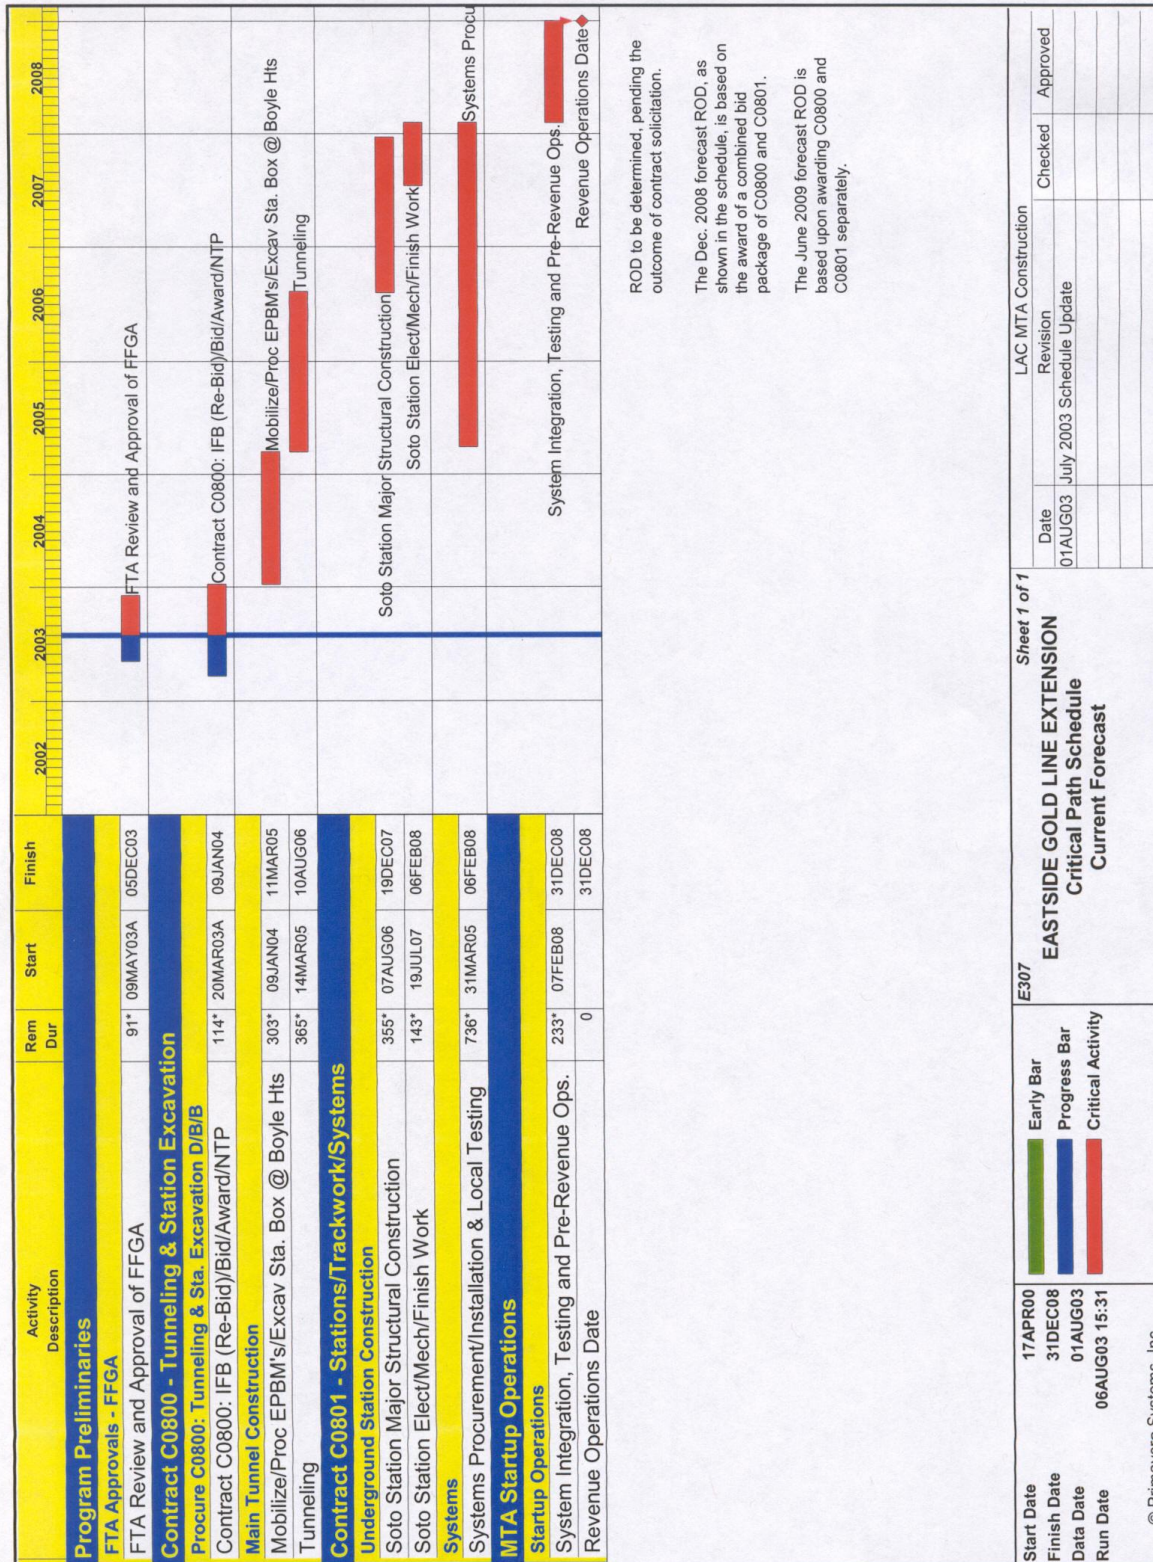 Activity Description Rem Dur Start Finish 2002 2003 2004 2005 2006 2007 2008
Program Preliminaries
FTA Approvals - FFGA
FTA Review and Approval of FFGA 91* 09MAY03A 05DEC03 FTA Review and Approval of FFGA
Contract C0800 - Tunneling & Station Excavation
Procure C0800: Tunneling & Sta. Excavation D/B/B
Contract C0800: IFB (Re-Bid)/Bid/Award/NTP 114* 20MAR03A 09JAN04 Contract C0800: IFB (Re-Bid)/Bid/Award/NTP
Main Tunnel Construction
Mobilize/Proc EPBM's/Excav Sta. Box @ Boyle Hts 303* 09JAN04 11MAR05 Mobilize/Proc EPBM's/Excav Sta. Box @ Boyle Hts
Tunneling 365* 14MAR05 10AUG06 Tunneling
Contract C0801 - Stations/Trackwork/Systems
Underground Station Construction
Soto Station Major Structural Construction 355* 07AUG06 19DEC07 Soto Station Major Structural Construction
Soto Station Elect/Mech/Finish Work 143* 19JUL07 06FEB08 Soto Station Elect/Mech/Finish Work
Systems
Systems Procurement/Installation & Local Testing 736* 31MAR05 06FEB08 Systems Procu
MTA Startup Operations
Startup Operations
System Integration, Testing and Pre-Revenue Ops. 233* 07FEB08 31DEC08 System Integration, Testing and Pre-Revenue Ops.
Revenue Operations Date 0 31DEC08 Revenue Operations Date
ROD to be determined, pending the
outcome of contract solicitation.
The Dec. 2008 forecast ROD, as
shown in the schedule, is based on
the award of a combined bid
package of C0800 and C0801.
The June 2009 forecast ROD is
based upon awarding C0800 and
C0801 separately.
Start Date 17APR00
Finish Date 31DEC08
Data Date 01AUG03
Run Date 06AUG03 15:31
Early Bar
Progress Bar
Critical Activity
E307
Sheet 1 of 1
EASTSIDE GOLD LINE EXTENSION
Critical Path Schedule
Current Forecast
LAC MTA Construction
Date Revision Checked Approved
01AUG03 July 2003 Schedule Update
© Primavera Systems, Inc.